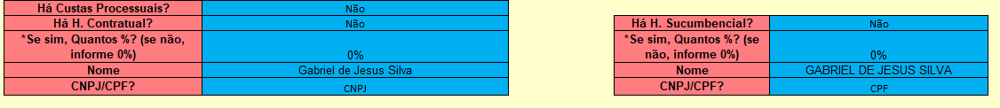 Há Custas Processuais? Não
Há H. Contratual? Não
*Se sim, Quantos %? (se não,
informe 0%) 0%
Nome Gabriel de Jesus Silva
CNPJ/CPF? CNPJ
Há H. Sucumbencial? Não
*Se sim, Quantos %? (se
não, informe 0%) 0%
Nome GABRIEL DE JESUS SILVA
CNPJ/CPF? CPF